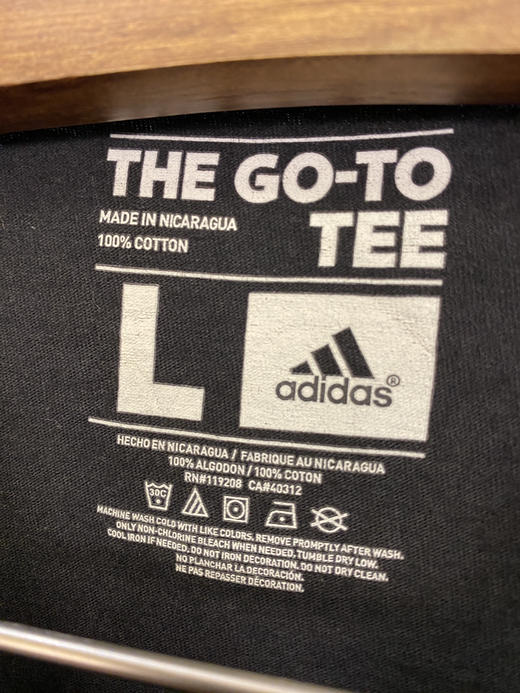 THE GO-TO
TEE
MADE IN NICARAGUA
100% COTTON
L
adidas®
HECHO EN NICARAGUA / FABRIQUE AU NICARAGUA
100% ALGODON / 100% COTON
RN#119208 CA#40312
30C
MACHINE WASH COLD WITH LIKE COLORS. REMOVE PROMPTLY AFTER WASH.
ONLY NON-CHLORINE BLEACH WHEN NEEDED. TUMBLE DRY LOW.
COOL IRON IF NEEDED. DO NOT IRON DECORATION. DO NOT DRY CLEAN.
NO PLANCHAR LA DECORACIÓN.
NE PAS REPASSER DÉCORATION.